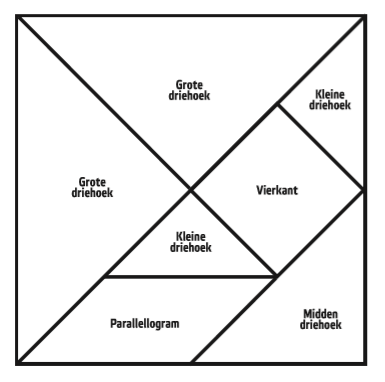 Grote
driehoek
Kleine
driehoek
Grote
driehoek
Vierkant
Kleine
driehoek
Parallellogram
Midden
driehoek